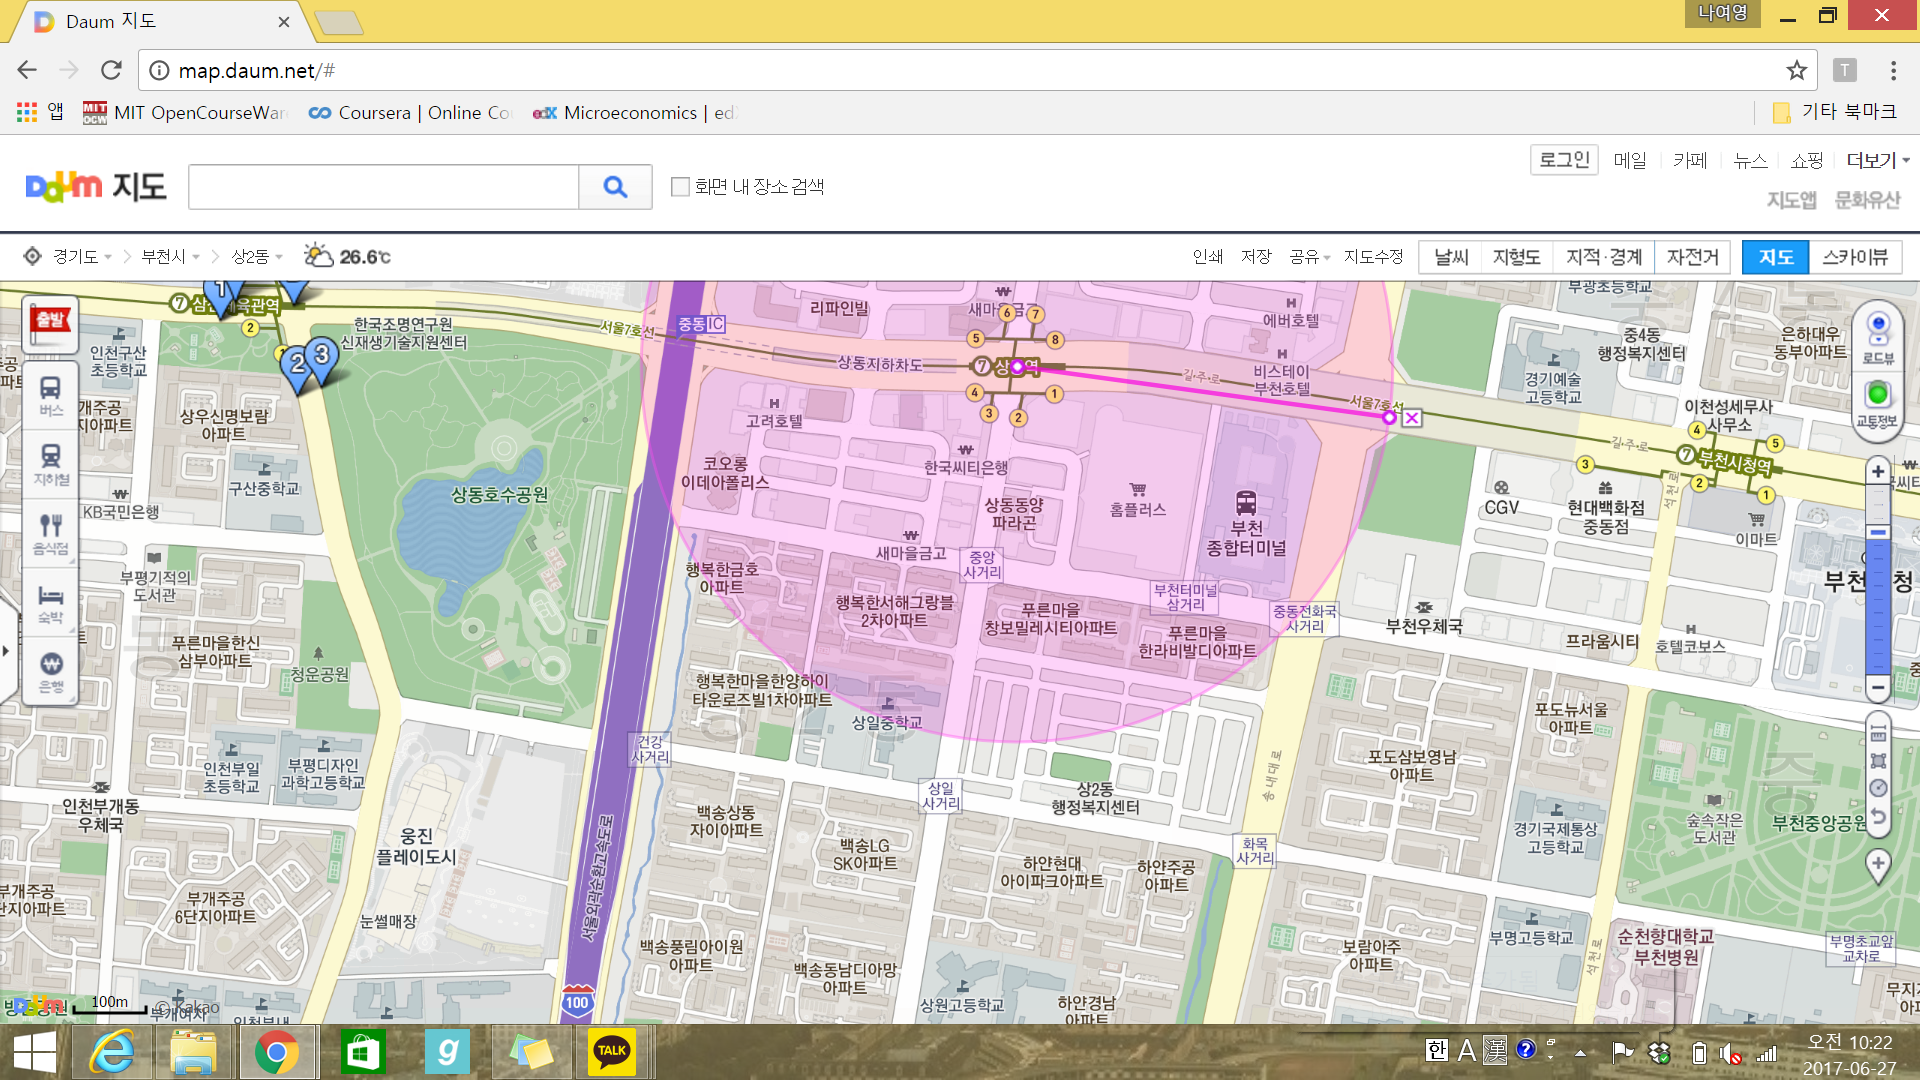 Daum 지도
나여영
map.daum.net/#
앱
MIT OpenCourseWar
Coursera | Online Co
Microeconomics | ed
기타 북마크
로그인
메일
카페
뉴스
쇼핑
더보기
Daum 지도
화면 내 장소 검색
지도앱
문화유산
경기도
부천시
상2동
26.6℃
인쇄
저장
공유
지도수정
날씨
지형도
지적·경계
자전거
지도
스카이뷰
출발
버스
지하철
음식점
숙박
은행
로드뷰
교통정보
한국조명연구원
신재생기술지원센터
서울7호선
중동IC
리파인빌
에버호텔
부광초등학교
중4동
행정복지센터
은하대우
동부아파트
인천구산
초등학교
상동지하차도
길주로
비스테이
부천호텔
서울7호선
경기예술
고등학교
이천성세무사
사무소
길주로
부천시청역
상우신명보람
아파트
고려호텔
코오롱
이데아폴리스
한국씨티은행
구산중학교
상동호수공원
KB국민은행
상동동양
파라곤
홈플러스
부천
종합터미널
CGV
현대백화점
중동점
이마트
석천로
새마을금고
중앙
사거리
행복한금호
아파트
부평기적의
도서관
행복한서해그랑블
2차아파트
푸른마을
창보밀레시티아파트
부천터미널
삼거리
중동전화국
사거리
부천우체국
프라움시티
호텔코보스
푸른마을한신
삼부아파트
청운공원
푸른마을
한라비발디아파트
행복한마을한양하이
타운로즈빌1차아파트
상일중학교
건강
사거리
포도뉴서울
아파트
인천부일
초등학교
부평디자인
과학고등학교
인천부개동
우체국
상일
사거리
상2동
행정복지센터
송내대로
포도삼보영남
아파트
백송상동
자이아파트
웅진
플레이도시
백송LG
SK아파트
하얀현대
아이파크아파트
하얀주공
아파트
화목
사거리
경기국제통상
고등학교
숲속작은
도서관
부천중앙공원
서울외곽순환고속도로
부개주공
6단지아파트
눈썰매장
백송풍림아이원
아파트
백송동남디아망
아파트
상원고등학교
하얀경남
아파트
보람아주
아파트
부명고등학교
석천로
순천향대학교
부천병원
부명초교앞
교차로
100
100m
© Kakao
TALK
한 A 漢
오전 10:22
2017-06-27